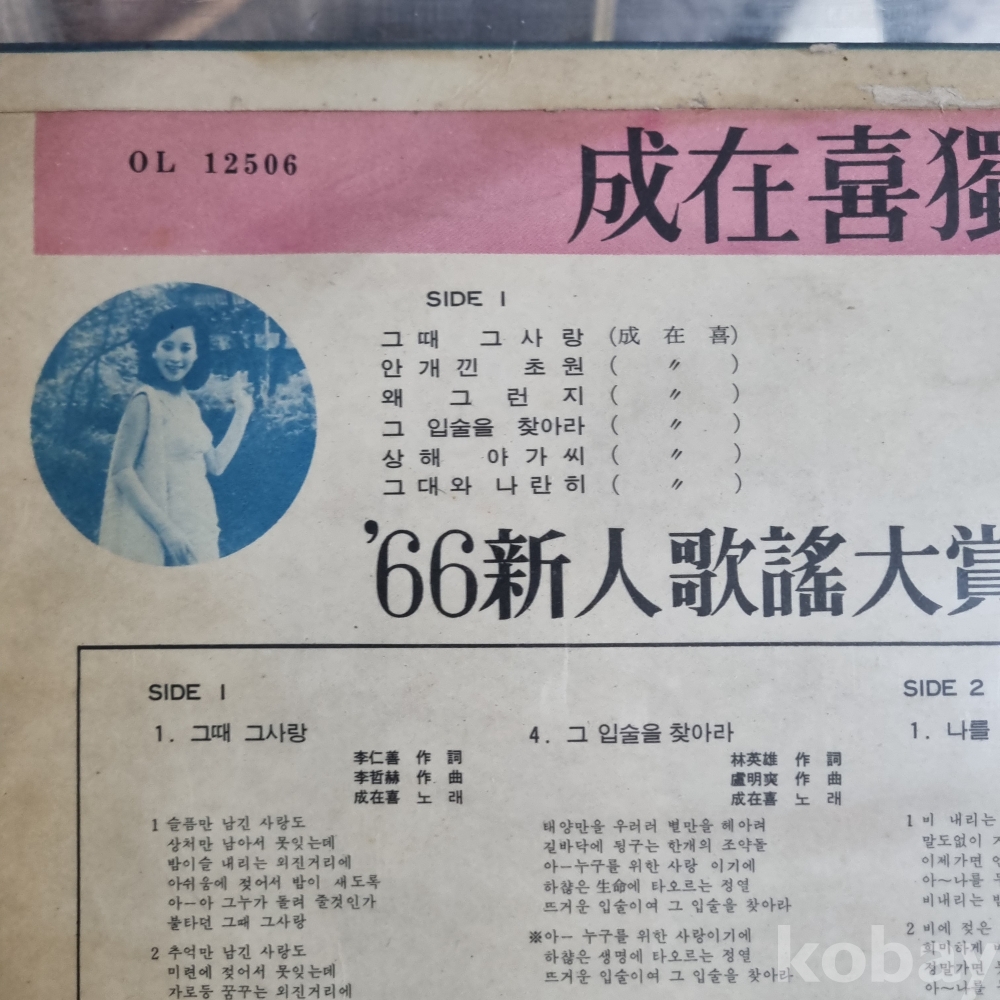 OL 12506
成在喜獨
SIDE 1
그때 그사랑 (成在喜)
안개낀 초원 ( 〃 )
왜 그런지 ( 〃 )
그 입술을 찾아라 ( 〃 )
상해 아가씨 ( 〃 )
그대와 나란히 ( 〃 )
'66新人歌謠大賞
SIDE 1
1. 그때 그사랑
李仁善 作詞
李哲赫 作曲
成在喜 노래
1 슬픔만 남긴 사랑도
상처만 남아서 못잊는데
밤이슬 내리는 외진거리에
아쉬움에 젖어서 밤이 새도록
아ー아 그누가 돌려 줄것인가
불타던 그때 그사랑
2 추억만 남긴 사랑도
미련에 젖어서 못잊는데
가로등 꿈꾸는 외진거리에
4. 그 입술을 찾아라
林英雄 作詞
盧明奭 作曲
成在喜 노래
태양만을 우러러 별만을 헤아려
길바닥에 뒹구는 한개의 조약돌
아ー누구를 위한 사랑 이기에
하찮은 生命에 타오르는 정열
뜨거운 입술이여 그 입술을 찾아라
※아ー 누구를 위한 사랑이기에
하찮은 생명에 타오르는 정열
뜨거운 입술이여 그 입술을 찾아라
SIDE 2
1. 나를
1 비 내리는
말도없이
이제가면
아〜나를
비내리는
2 비에 젖은
희미하게
정말가면
아〜나를
kobay